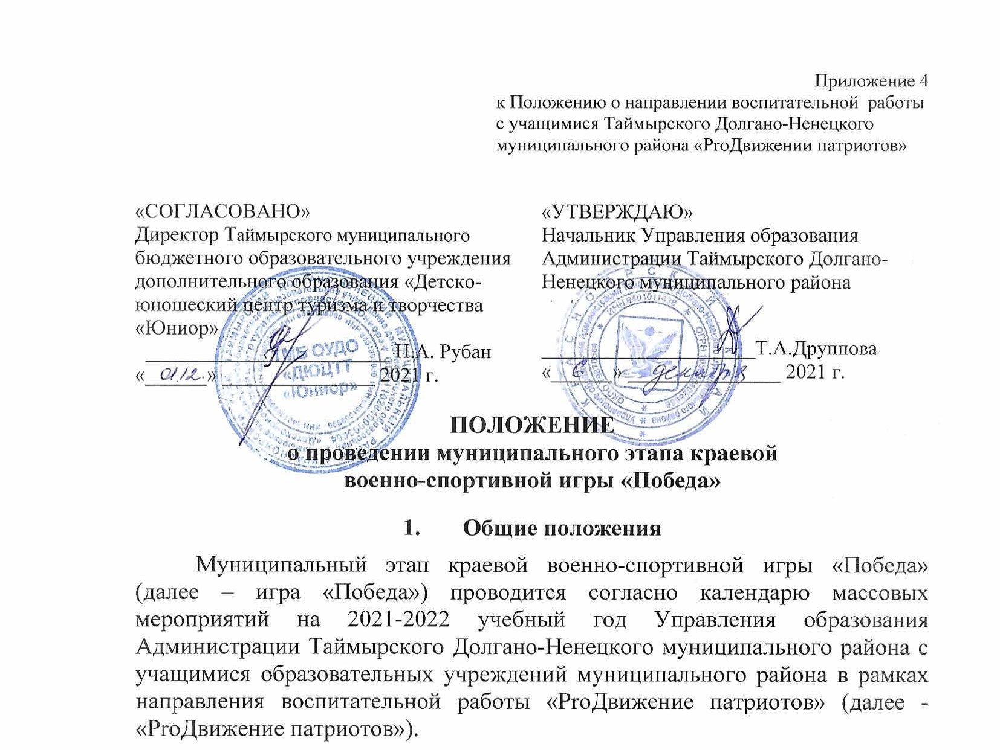 Приложение 4
к Положению о направлении воспитательной работы
с учащимися Таймырского Долгано-Ненецкого
муниципального района «ProДвижении патриотов»
«СОГЛАСОВАНО»
Директор Таймырского муниципального
бюджетного образовательного учреждения
дополнительного образования «Детско-
юношеский центр туризма и творчества
«Юниор»
П.А. Рубан
«01.12.» 2021 г.
ТМБ ОУДО
«ДЮЦТТ
«Юниор»
«УТВЕРЖДАЮ»
Начальник Управления образования
Администрации Таймырского Долгано-
Ненецкого муниципального района
Т.А.Друппова
«6» декабря 2021 г.
КРАСНОЯРСКИЙ КРАЙ
ПОЛОЖЕНИЕ
о проведении муниципального этапа краевой
военно-спортивной игры «Победа»
1. Общие положения
Муниципальный этап краевой военно-спортивной игры «Победа»
(далее – игра «Победа») проводится согласно календарю массовых
мероприятий на 2021-2022 учебный год Управления образования
Администрации Таймырского Долгано-Ненецкого муниципального района с
учащимися образовательных учреждений муниципального района в рамках
направления воспитательной работы «ProДвижение патриотов» (далее -
«ProДвижение патриотов»).